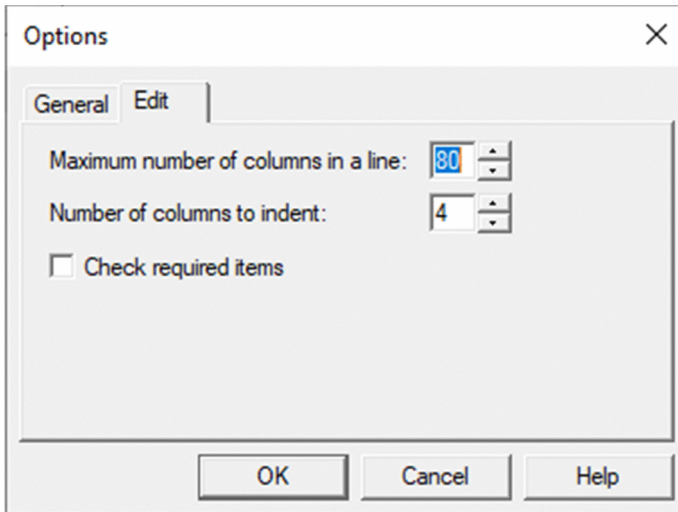 Options
General Edit
Maximum number of columns in a line: 80
Number of columns to indent: 4
Check required items
OK Cancel Help